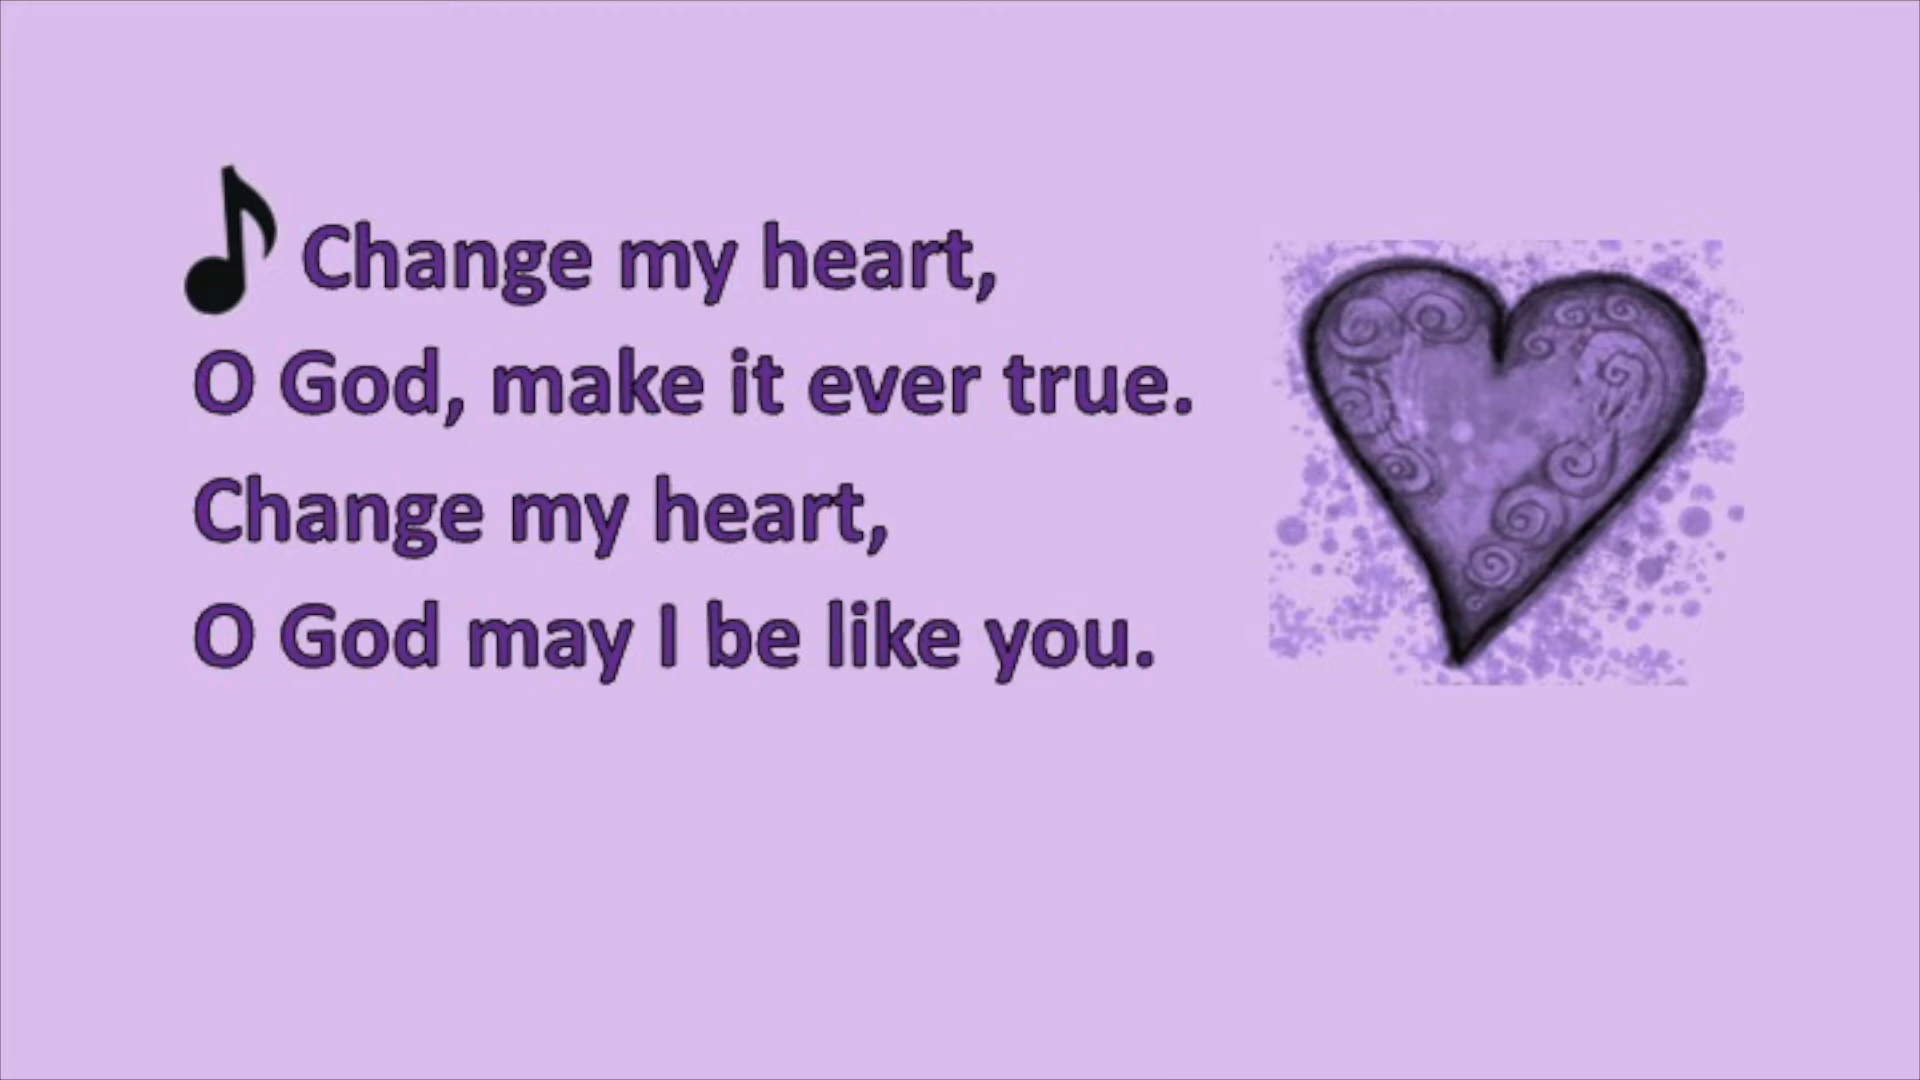 Change my heart,
O God, make it ever true.
Change my heart,
O God may I be like you.